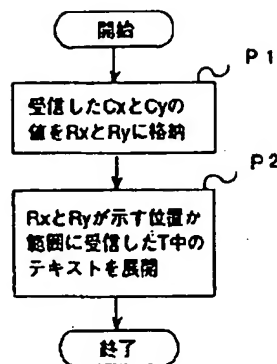 開始
P1
受信したCxとCyの
値をRxとRyに格納
P2
RxとRyが示す位置か
範囲に受信したT中の
テキストを展開
終了